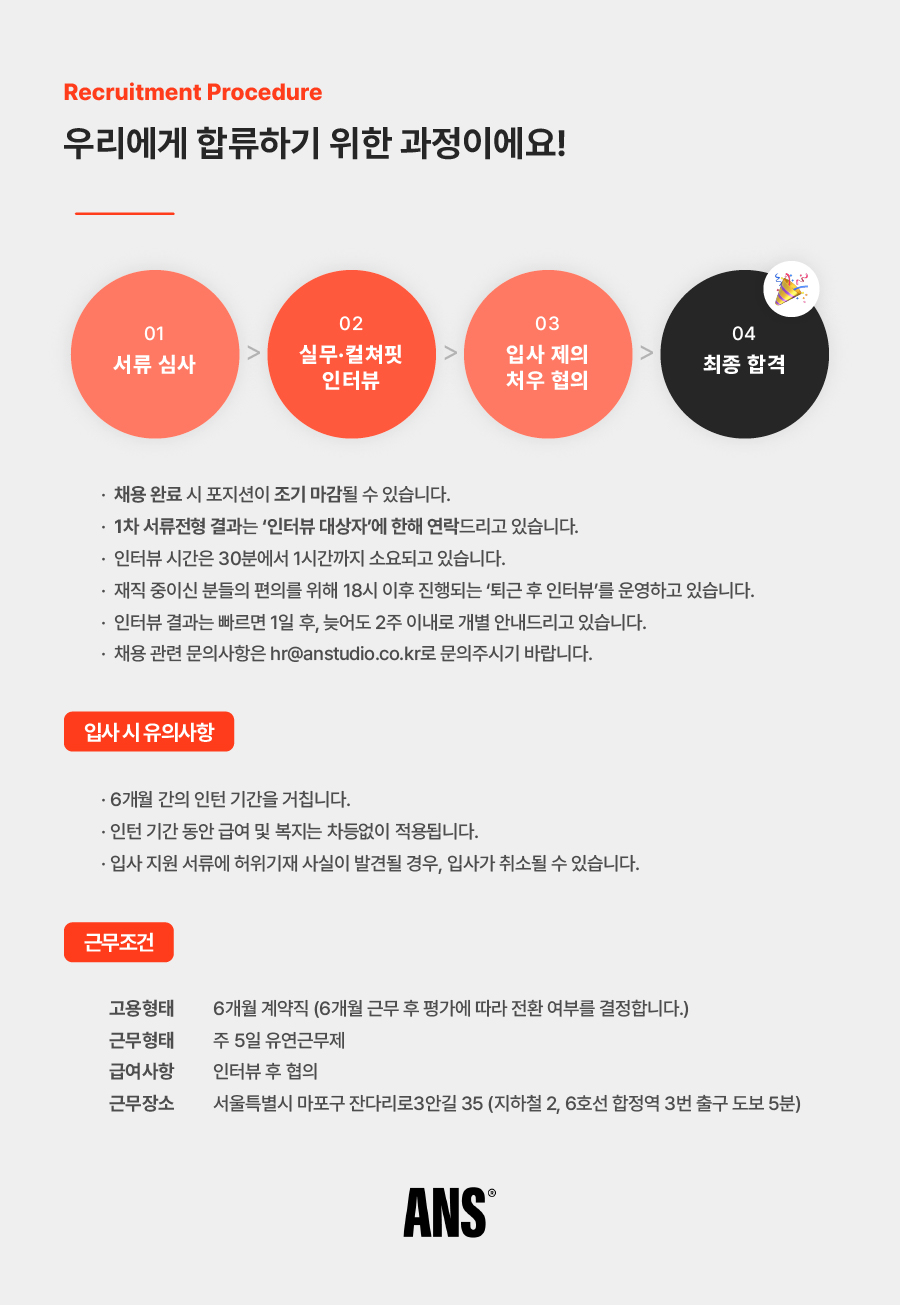 Recruitment Procedure
우리에게 합류하기 위한 과정이에요!
01
서류 심사
>
02
실무·컬쳐핏
인터뷰
>
03
입사 제의
처우 협의
>
04
최종 합격
· 채용 완료 시 포지션이 조기 마감될 수 있습니다.
· 1차 서류전형 결과는 ‘인터뷰 대상자’에 한해 연락드리고 있습니다.
· 인터뷰 시간은 30분에서 1시간까지 소요되고 있습니다.
· 재직 중이신 분들의 편의를 위해 18시 이후 진행되는 ‘퇴근 후 인터뷰’를 운영하고 있습니다.
· 인터뷰 결과는 빠르면 1일 후, 늦어도 2주 이내로 개별 안내드리고 있습니다.
· 채용 관련 문의사항은 hr@anstudio.co.kr로 문의주시기 바랍니다.
입사 시 유의사항
· 6개월 간의 인턴 기간을 거칩니다.
· 인턴 기간 동안 급여 및 복지는 차등없이 적용됩니다.
· 입사 지원 서류에 허위기재 사실이 발견될 경우, 입사가 취소될 수 있습니다.
근무조건
고용형태 6개월 계약직 (6개월 근무 후 평가에 따라 전환 여부를 결정합니다.)
근무형태 주 5일 유연근무제
급여사항 인터뷰 후 협의
근무장소 서울특별시 마포구 잔다리로3안길 35 (지하철 2, 6호선 합정역 3번 출구 도보 5분)
ANS®